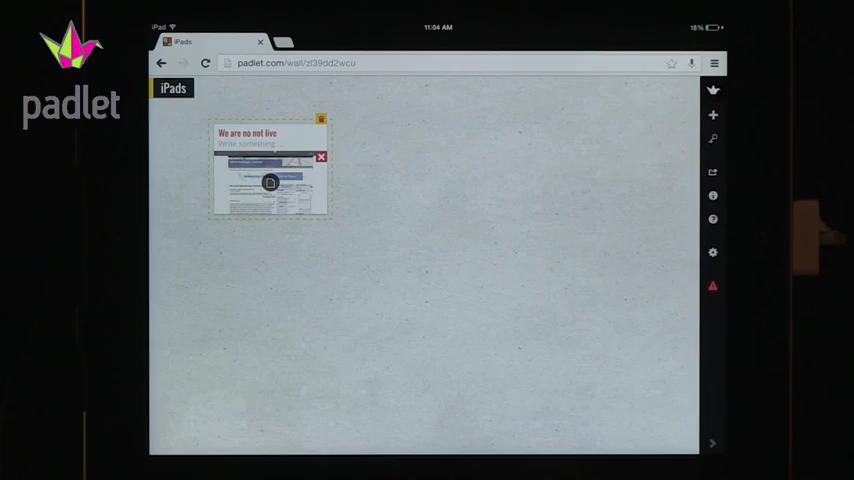 iPad
11:04 AM
18%
iPads
padlet.com/wall/zl39dd2wcu
padlet
iPads
We are no not live
Write something...